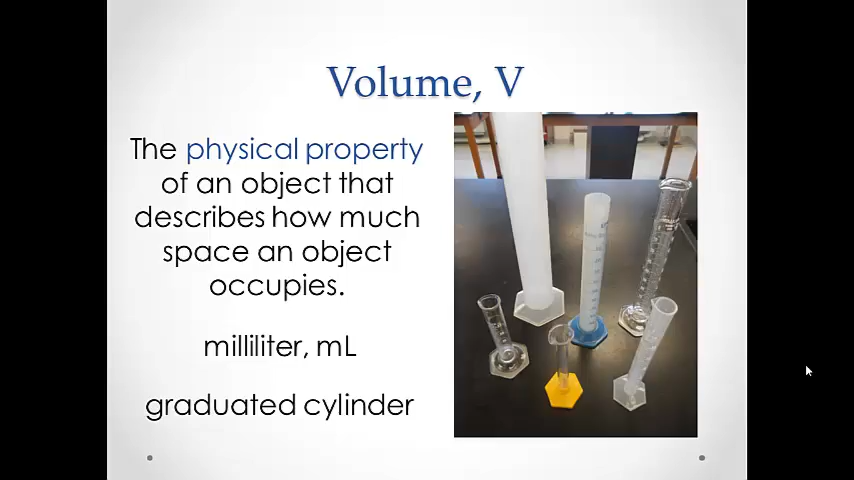 Volume, V
The physical property
of an object that
describes how much
space an object
occupies.
milliliter, mL
graduated cylinder